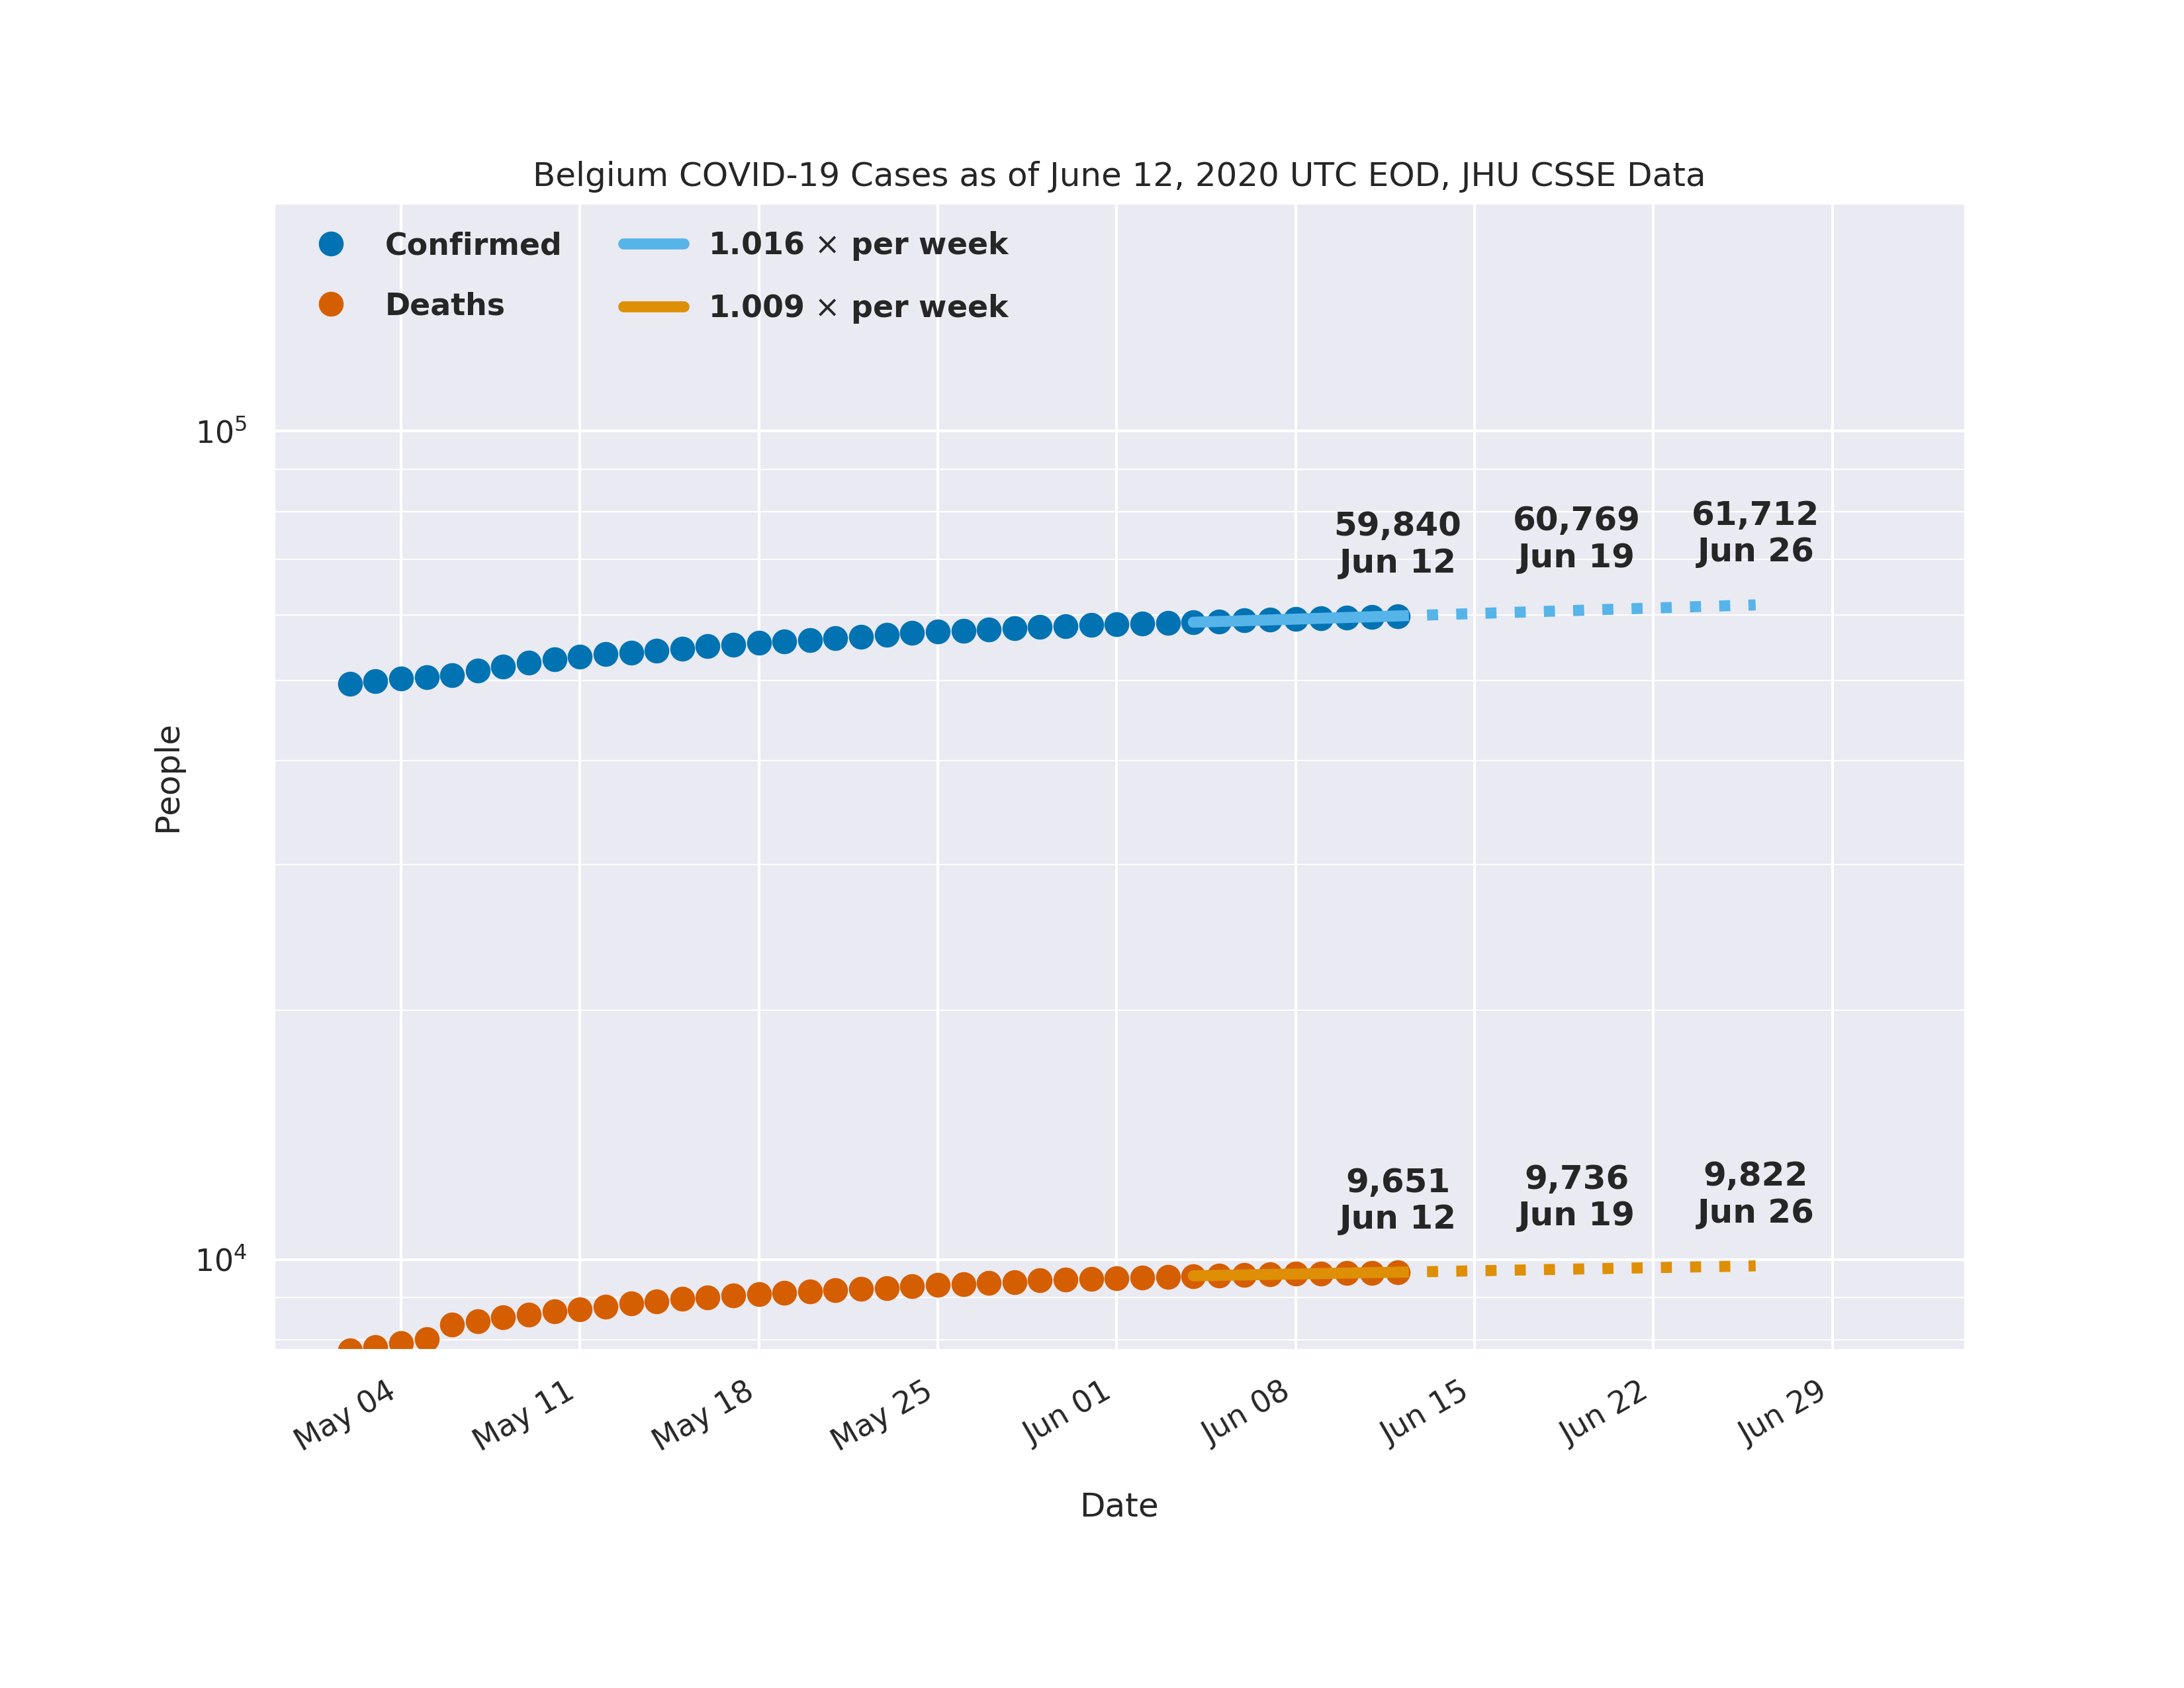 Belgium COVID-19 Cases as of June 12, 2020 UTC EOD, JHU CSSE Data
Confirmed
Deaths
1.016 × per week
1.009 × per week
10⁵
10⁴
People
59,840
Jun 12
60,769
Jun 19
61,712
Jun 26
9,651
Jun 12
9,736
Jun 19
9,822
Jun 26
May 04
May 11
May 18
May 25
Jun 01
Jun 08
Jun 15
Jun 22
Jun 29
Date